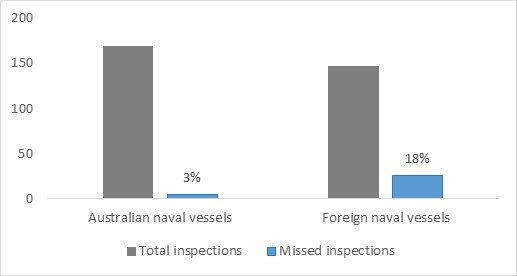 200
150
100
50
0
3%
18%
Australian naval vessels
Foreign naval vessels
Total inspections
Missed inspections